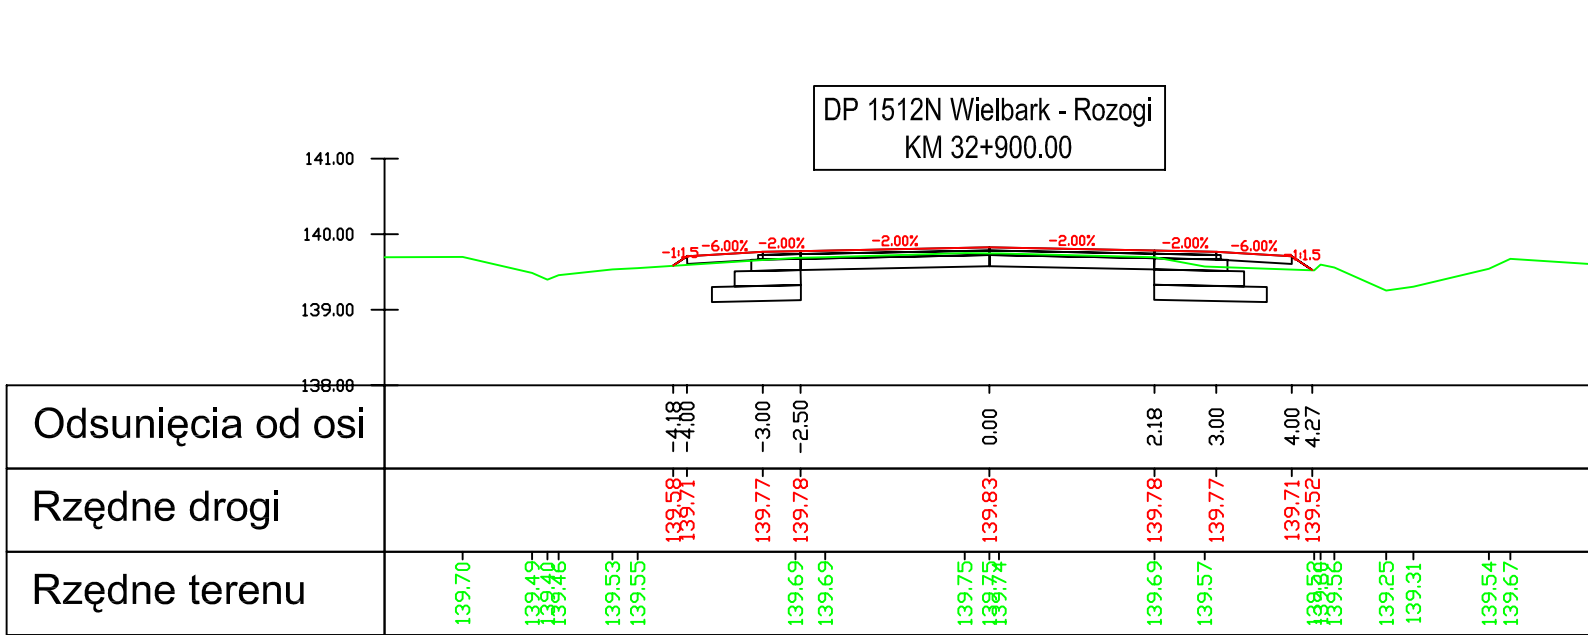 DP 1512N Wielbark - Rozogi
KM 32+900.00
141.00
140.00
139.00
138.00
-1:1.5 -6.00% -2.00% -2.00% -2.00% -2.00% -6.00% -1:1.5
Odsunięcia od osi
-4.18 -4.00 -3.00 -2.50 0.00 2.18 3.00 4.00 4.27
Rzędne drogi
139.58 139.71 139.77 139.78 139.83 139.78 139.77 139.71 139.52
Rzędne terenu
139.70 139.49 139.40 139.46 139.53 139.55 139.69 139.69 139.75 139.75 139.74 139.69 139.57 139.56 139.25 139.31 139.54 139.67